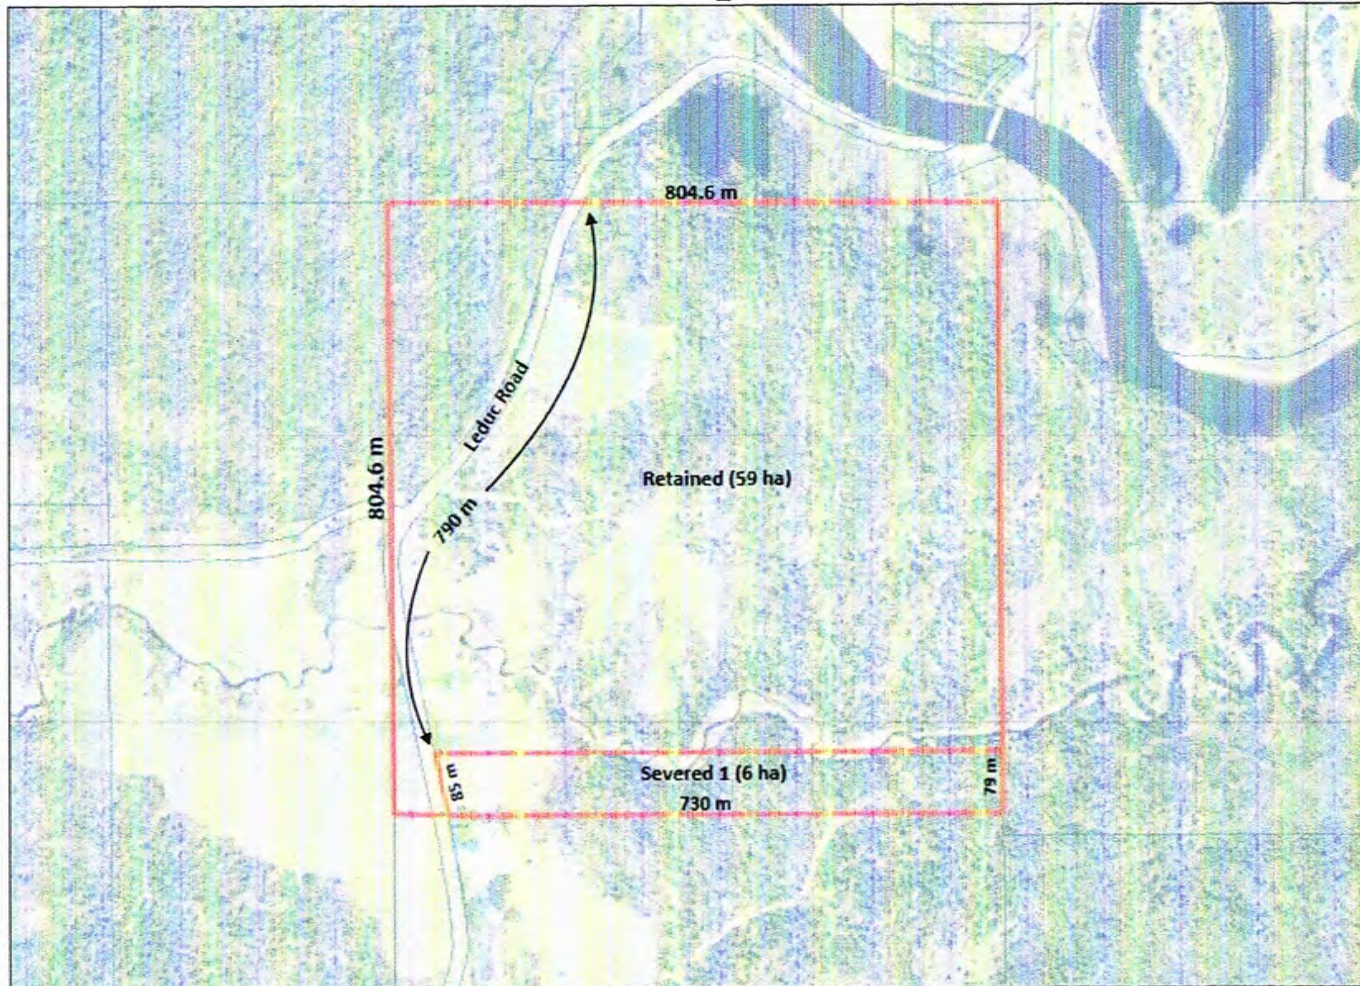 804.6 m
Leduc Road
804.6 m
Retained (59 ha)
790 m
Severed 1 (6 ha)
85 m
79 m
730 m